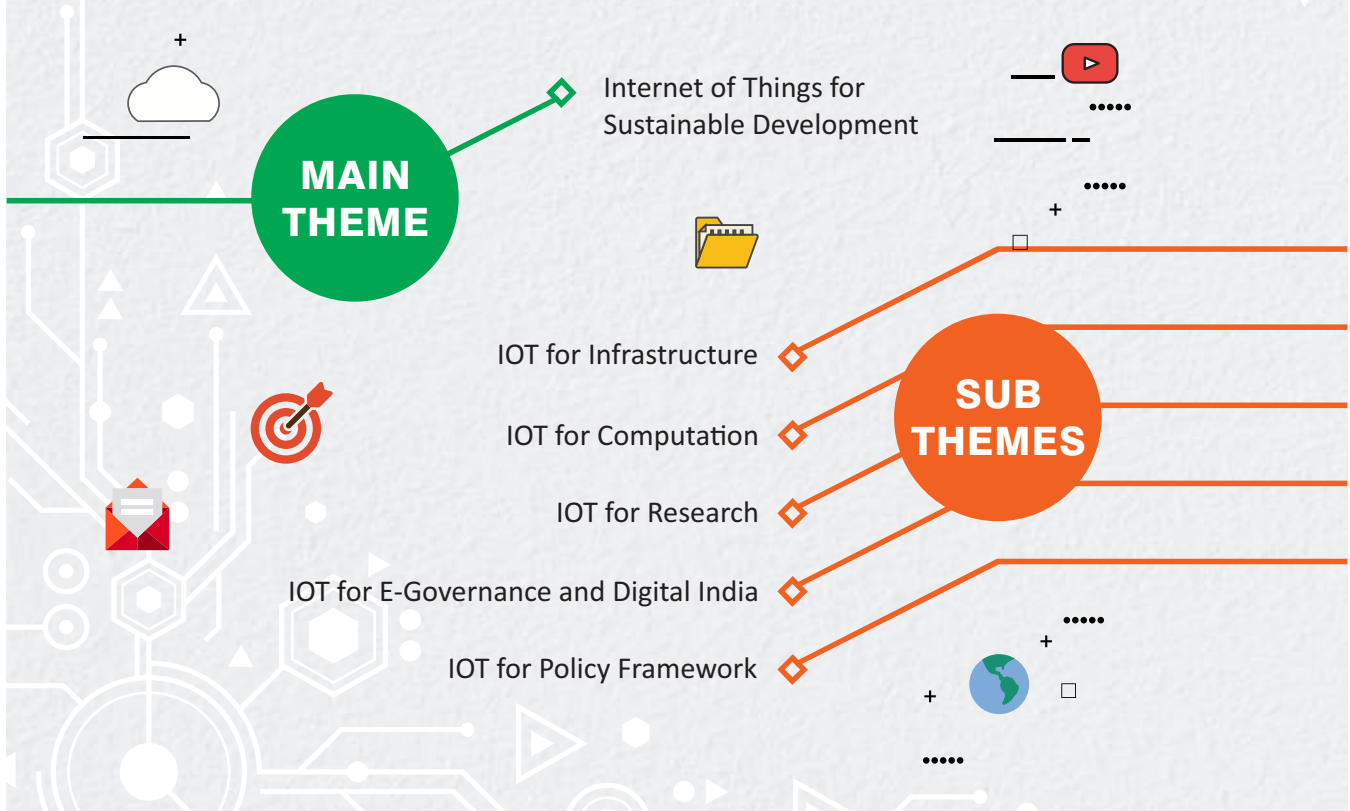 MAIN
THEME
Internet of Things for
Sustainable Development
SUB
THEMES
IOT for Infrastructure
IOT for Computation
IOT for Research
IOT for E-Governance and Digital India
IOT for Policy Framework